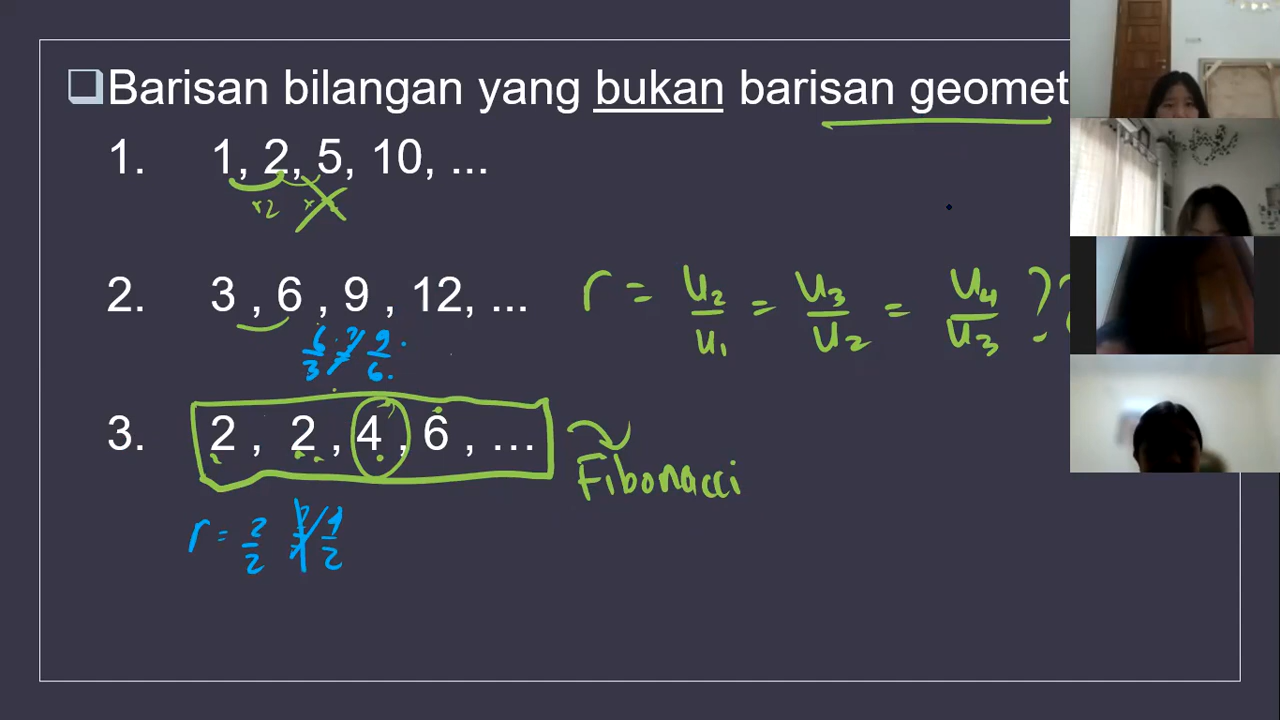 Barisan bilangan yang bukan barisan geomet
1. 1, 2, 5, 10, ...
×2 ×
2. 3 , 6 , 9 , 12, ...
r = U2/U1 = U3/U2 = U4/U3 ??
6/3 ≠ 9/6
3. 2 , 2 , 4 , 6 , ...
Fibonacci
r = 2/2 ≠ 4/2